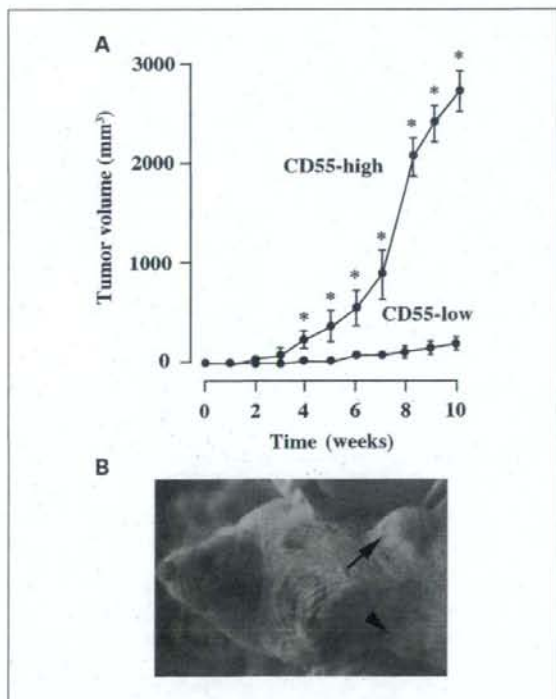 A
3000
2000
1000
0
Tumor volume (mm³)
CD55-high
CD55-low
* * * * * * *
0 2 4 6 8 10
Time (weeks)
B